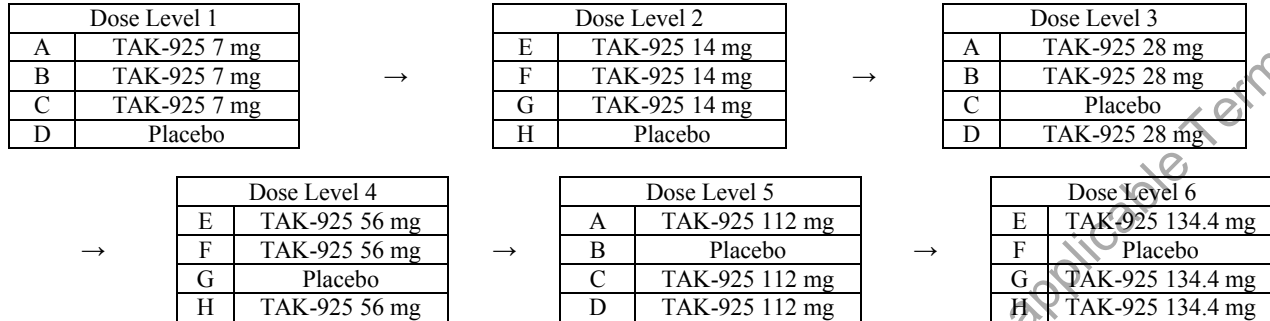 Dose Level 1 Dose Level 2 Dose Level 3
A TAK-925 7 mg E TAK-925 14 mg A TAK-925 28 mg
B TAK-925 7 mg → F TAK-925 14 mg → B TAK-925 28 mg
C TAK-925 7 mg G TAK-925 14 mg C Placebo
D Placebo H Placebo D TAK-925 28 mg
Dose Level 4 Dose Level 5 Dose Level 6
E TAK-925 56 mg A TAK-925 112 mg E TAK-925 134.4 mg
→ F TAK-925 56 mg → B Placebo → F Placebo
G Placebo C TAK-925 112 mg G TAK-925 134.4 mg
H TAK-925 56 mg D TAK-925 112 mg H TAK-925 134.4 mg
applicable